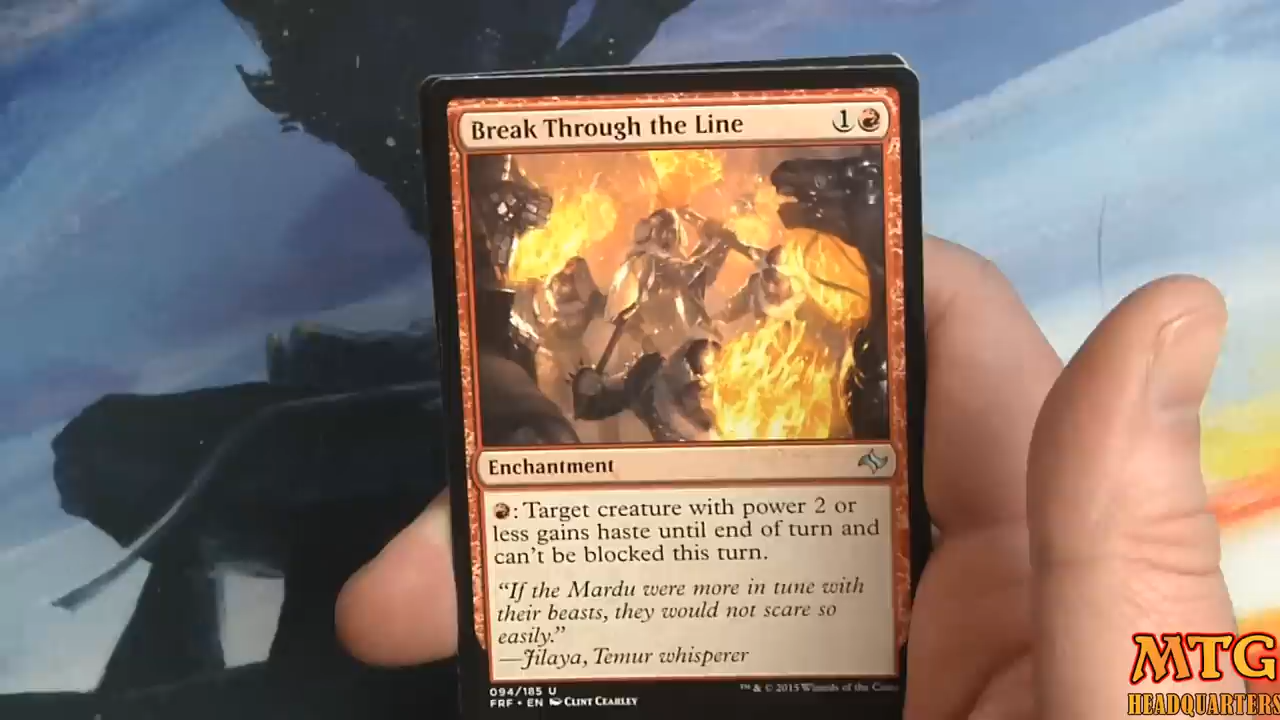 Break Through the Line 1
Enchantment
: Target creature with power 2 or
less gains haste until end of turn and
can't be blocked this turn.
“If the Mardu were more in tune with
their beasts, they would not scare so
easily.”
—Jilaya, Temur whisperer
094/185 U
FRF • EN CLINT CEARLEY
™ & © 2015 Wizards of the Coast
MTG
HEADQUARTERS